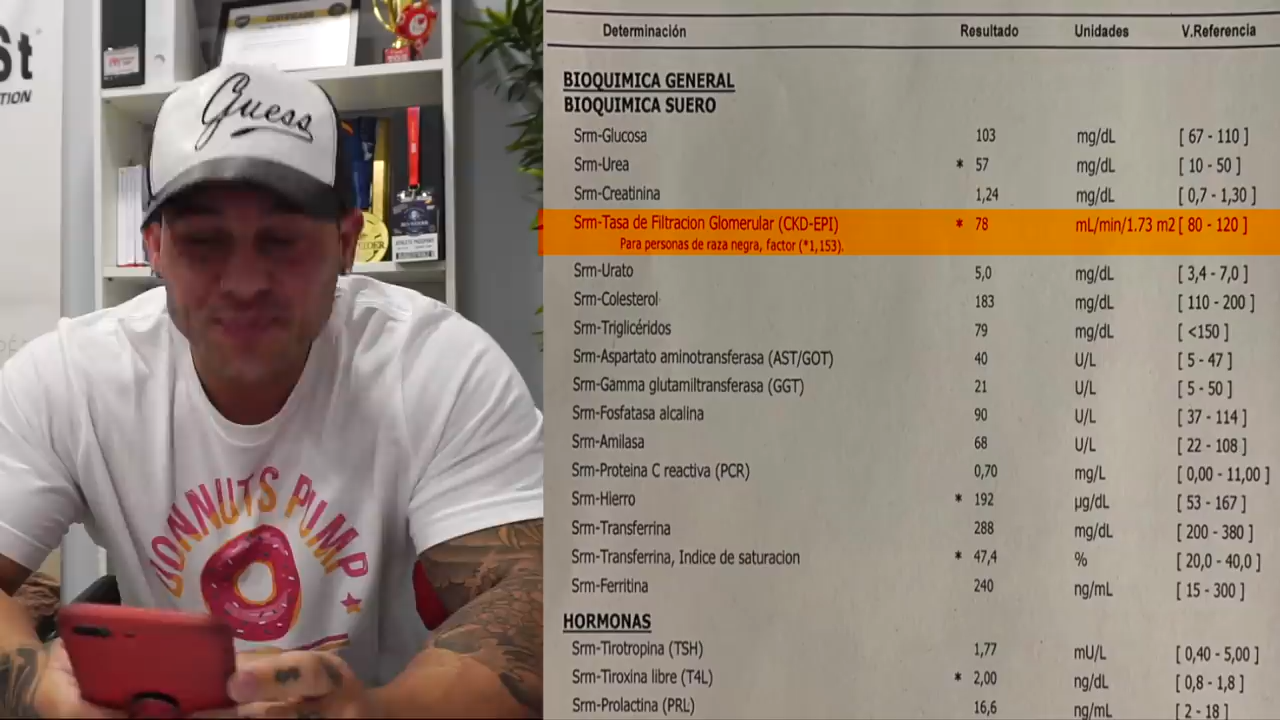 St
TION
Guess
DONNUTS PUMP
Determinación Resultado Unidades V.Referencia
BIOQUIMICA GENERAL
BIOQUIMICA SUERO
Srm-Glucosa 103 mg/dL [ 67 - 110 ]
Srm-Urea * 57 mg/dL [ 10 - 50 ]
Srm-Creatinina 1,24 mg/dL [ 0,7 - 1,30 ]
Srm-Tasa de Filtracion Glomerular (CKD-EPI) * 78 mL/min/1.73 m2 [ 80 - 120 ]
Para personas de raza negra, factor (*1,153).
Srm-Urato 5,0 mg/dL [ 3,4 - 7,0 ]
Srm-Colesterol 183 mg/dL [ 110 - 200 ]
Srm-Triglicéridos 79 mg/dL [ <150 ]
Srm-Aspartato aminotransferasa (AST/GOT) 40 U/L [ 5 - 47 ]
Srm-Gamma glutamiltransferasa (GGT) 21 U/L [ 5 - 50 ]
Srm-Fosfatasa alcalina 90 U/L [ 37 - 114 ]
Srm-Amilasa 68 U/L [ 22 - 108 ]
Srm-Proteina C reactiva (PCR) 0,70 mg/L [ 0,00 - 11,00 ]
Srm-Hierro * 192 µg/dL [ 53 - 167 ]
Srm-Transferrina 288 mg/dL [ 200 - 380 ]
Srm-Transferrina, Indice de saturacion * 47,4 % [ 20,0 - 40,0 ]
Srm-Ferritina 240 ng/mL [ 15 - 300 ]
HORMONAS
Srm-Tirotropina (TSH) 1,77 mU/L [ 0,40 - 5,00 ]
Srm-Tiroxina libre (T4L) * 2,00 ng/dL [ 0,8 - 1,8 ]
Srm-Prolactina (PRL) 16,6 ng/mL [ 2 - 18 ]